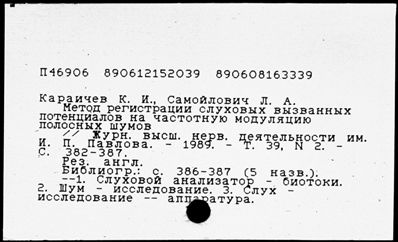 П46906 890612152039 890608163339
Караичев К. И., Самойлович Л. А.
Метод регистрации слуховых вызванных
потенциалов на частотную модуляцию
полосных шумов
// Журн. высш. нерв. деятельности им.
И. П. Павлова. - 1989. - Т. 39, N 2. -
С. 382-387.
Рез. англ.
Библиогр.: с. 386-387 (5 назв.).
--1. Слуховой анализатор - биотоки.
2. Шум - исследование. 3. Слух -
исследование -- аппаратура.